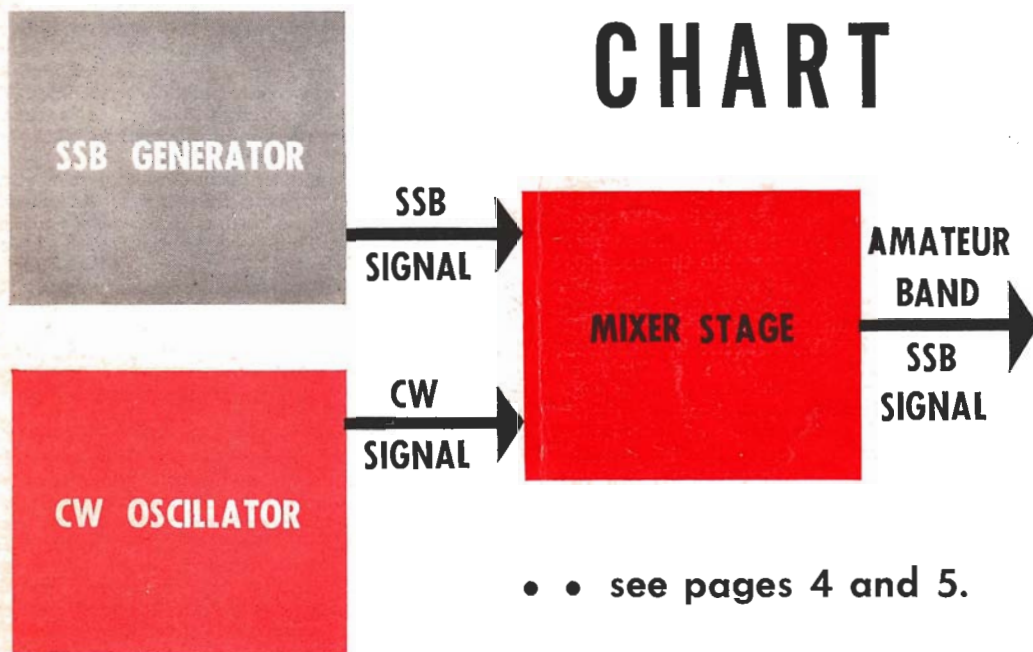 CHART
SSB GENERATOR
SSB
SIGNAL
CW OSCILLATOR
CW
SIGNAL
MIXER STAGE
AMATEUR
BAND
SSB
SIGNAL
• • see pages 4 and 5.